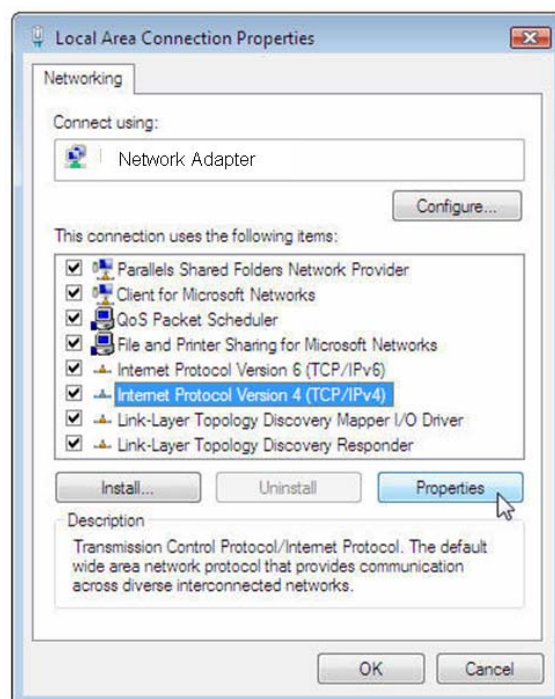 Local Area Connection Properties
Networking
Connect using:
Network Adapter
Configure...
This connection uses the following items:
Parallels Shared Folders Network Provider
Client for Microsoft Networks
QoS Packet Scheduler
File and Printer Sharing for Microsoft Networks
Internet Protocol Version 6 (TCP/IPv6)
Internet Protocol Version 4 (TCP/IPv4)
Link-Layer Topology Discovery Mapper I/O Driver
Link-Layer Topology Discovery Responder
Install... Uninstall Properties
Description
Transmission Control Protocol/Internet Protocol. The default
wide area network protocol that provides communication
across diverse interconnected networks.
OK Cancel